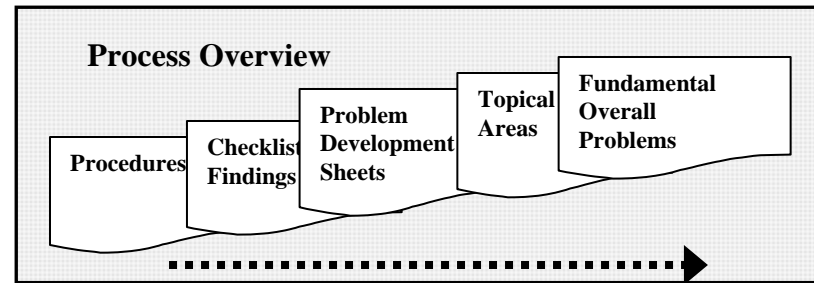 Process Overview
Procedures
Checklist
Findings
Problem
Development
Sheets
Topical
Areas
Fundamental
Overall
Problems